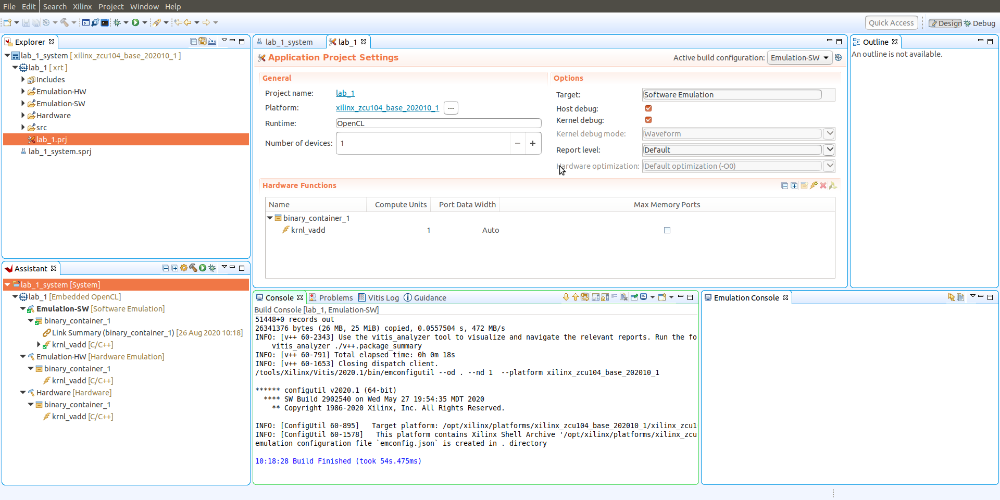 File Edit Search Xilinx Project Window Help
Quick Access
Design Debug
Explorer
lab_1_system [ xilinx_zcu104_base_202010_1 ]
lab_1 [ xrt ]
Includes
Emulation-HW
Emulation-SW
Hardware
src
lab_1.prj
lab_1_system.sprj
Assistant
lab_1_system [System]
lab_1 [Embedded OpenCL]
Emulation-SW [Software Emulation]
binary_container_1
Link Summary (binary_container_1) [26 Aug 2020 10:18]
krnl_vadd [C/C++]
Emulation-HW [Hardware Emulation]
binary_container_1
krnl_vadd [C/C++]
Hardware [Hardware]
binary_container_1
krnl_vadd [C/C++]
lab_1_system lab_1
Application Project Settings
Active build configuration: Emulation-SW
General
Project name: lab_1
Platform: xilinx_zcu104_base_202010_1 ...
Runtime: OpenCL
Number of devices: 1 − +
Options
Target: Software Emulation
Host debug:
Kernel debug:
Kernel debug mode: Waveform
Report level: Default
Hardware optimization: Default optimization (-O0)
Hardware Functions
Name Compute Units Port Data Width Max Memory Ports
binary_container_1
krnl_vadd 1 Auto
Outline
An outline is not available.
Console Problems Vitis Log Guidance
Build Console [lab_1, Emulation-SW]
51448+0 records out
26341376 bytes (26 MB, 25 MiB) copied, 0.0557504 s, 472 MB/s
INFO: [v++ 60-2343] Use the vitis_analyzer tool to visualize and navigate the relevant reports. Run the fo
vitis_analyzer ./v++.package_summary
INFO: [v++ 60-791] Total elapsed time: 0h 0m 18s
INFO: [v++ 60-1653] Closing dispatch client.
/tools/Xilinx/Vitis/2020.1/bin/emconfigutil --od . --nd 1  --platform xilinx_zcu104_base_202010_1
****** configutil v2020.1 (64-bit)
**** SW Build 2902540 on Wed May 27 19:54:35 MDT 2020
** Copyright 1986-2020 Xilinx, Inc. All Rights Reserved.
INFO: [ConfigUtil 60-895]   Target platform: /opt/xilinx/platforms/xilinx_zcu104_base_202010_1/xilinx_zcu1
INFO: [ConfigUtil 60-1578]   This platform contains Xilinx Shell Archive '/opt/xilinx/platforms/xilinx_zcu
emulation configuration file `emconfig.json` is created in . directory
10:18:28 Build Finished (took 54s.475ms)
Emulation Console